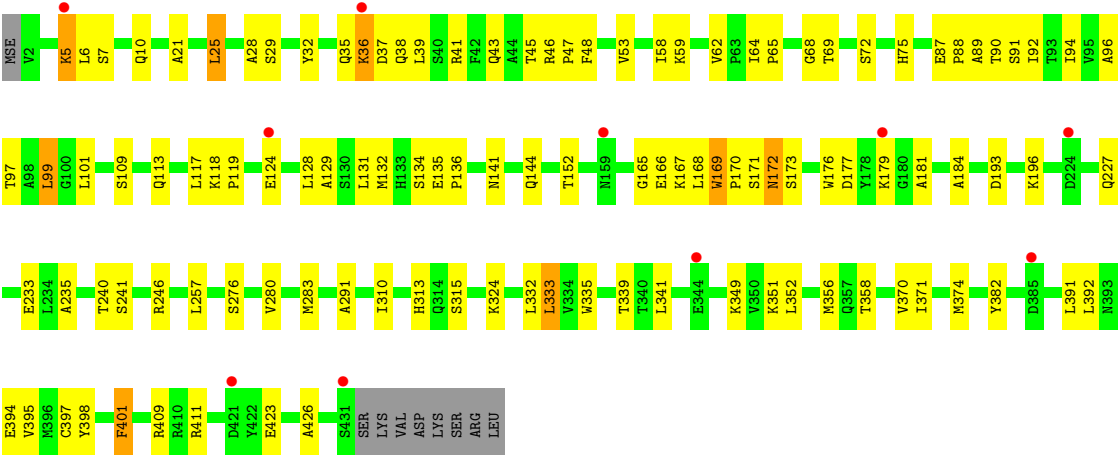 MSE V2 K5 L6 S7 Q10 A21 L25 A28 S29 Y32 Q35 K36 D37 Q38 L39 S40 R41 F42 Q43 A44 T45 R46 P47 F48 V53 I58 K59 V62 P63 I64 P65 G68 T69 S72 H75 E87 P88 A89 T90 S91 I92 T93 I94 V95 A96
T97 A98 L99 G100 L101 S109 Q113 L117 K118 P119 E124 L128 A129 S130 L131 M132 H133 S134 E135 P136 N141 Q144 T152 N159 G165 E166 K167 L168 W169 P170 S171 N172 S173 W176 D177 Y178 K179 G180 A181 A184 D193 K196 D224 Q227
E233 L234 A235 T240 S241 R246 L257 S276 V280 M283 A291 I310 H313 Q314 S315 K324 L332 L333 V334 W335 T339 T340 L341 E344 K349 V350 K351 L352 M356 Q357 T358 V370 I371 M374 Y382 D385 L391 L392 N393
E394 V395 M396 C397 Y398 F401 R409 R410 R411 D421 Y422 E423 A426 S431 SER LYS VAL ASP LYS SER ARG LEU